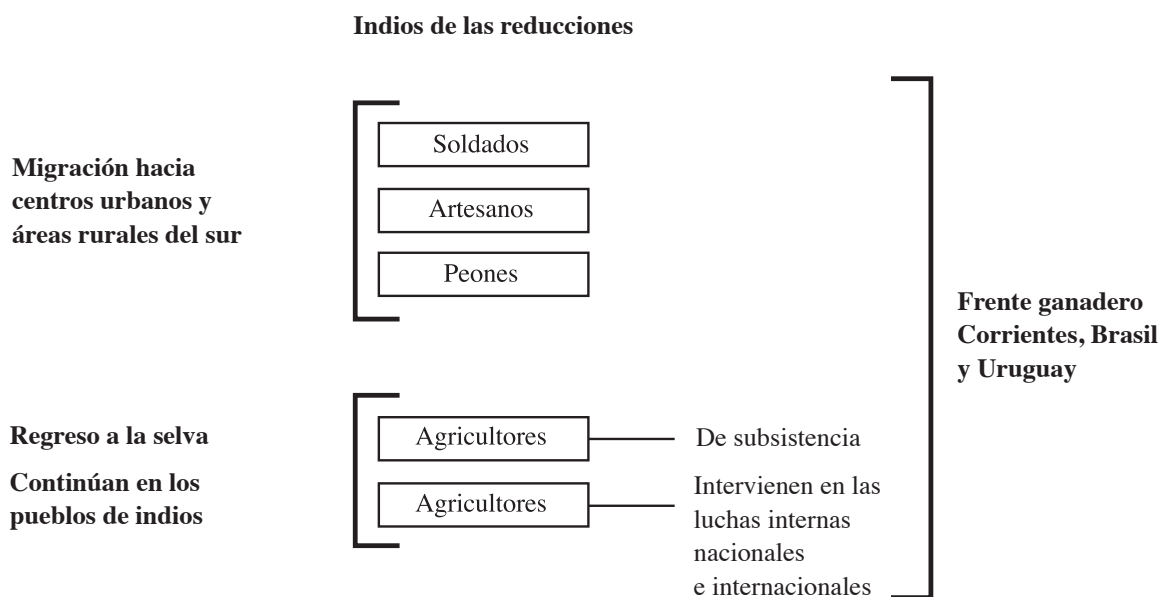 Indios de las reducciones
Migración hacia
centros urbanos y
áreas rurales del sur
Soldados
Artesanos
Peones
Frente ganadero
Corrientes, Brasil
y Uruguay
Regreso a la selva
Agricultores
De subsistencia
Continúan en los
pueblos de indios
Agricultores
Intervienen en las
luchas internas
nacionales
e internacionales